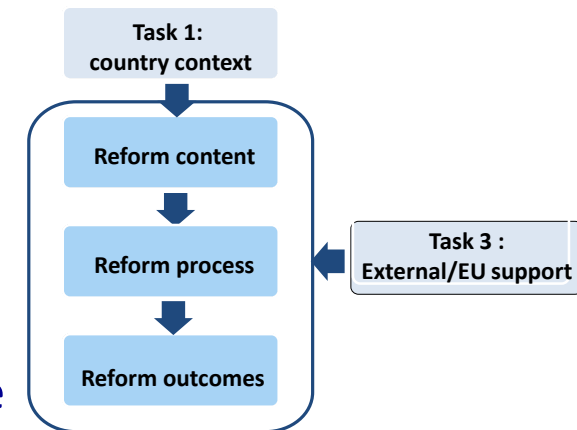 Task 1:
country context
Reform content
Reform process
Task 3 :
External/EU support
Reform outcomes
e